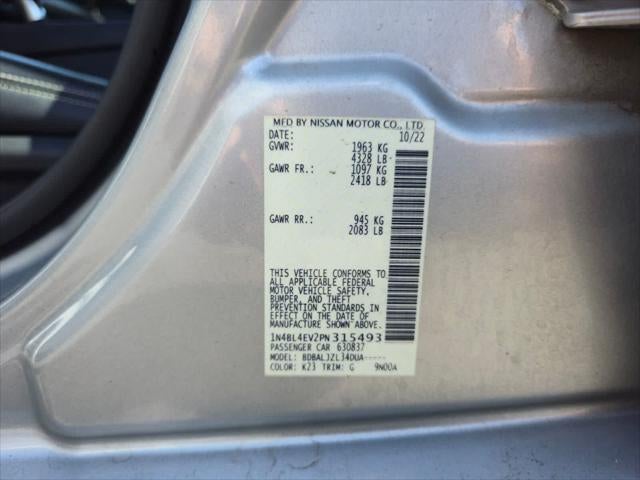 MFD BY NISSAN MOTOR CO., LTD.
DATE: 10/22
GVWR: 1963 KG
4328 LB
GAWR FR.: 1097 KG
2418 LB
GAWR RR.: 945 KG
2083 LB
THIS VEHICLE CONFORMS TO
ALL APPLICABLE FEDERAL
MOTOR VEHICLE SAFETY,
BUMPER, AND THEFT
PREVENTION STANDARDS IN
EFFECT ON THE DATE OF
MANUFACTURE SHOWN ABOVE.
1N4BL4EV2PN315493
PASSENGER CAR 630837
MODEL: BDBALJZL34DUA-----
COLOR: K23 TRIM: G 9N00A